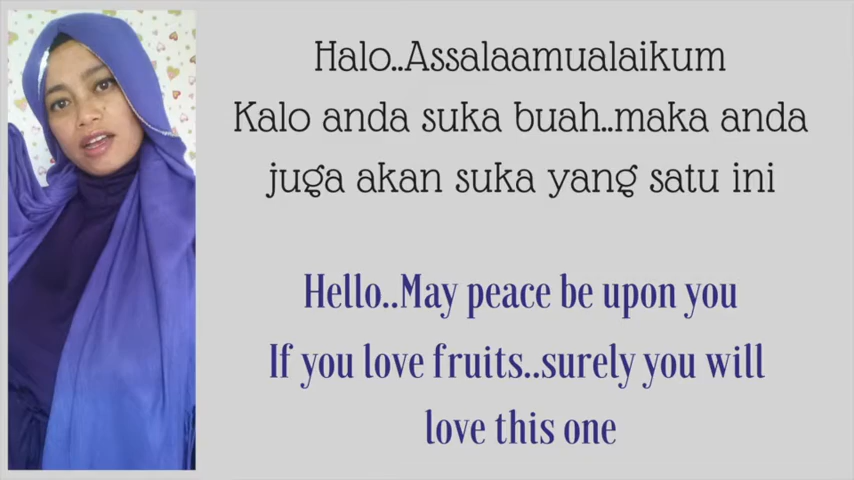 Halo..Assalaamualaikum
Kalo anda suka buah..maka anda
juga akan suka yang satu ini
Hello..May peace be upon you
If you love fruits..surely you will
love this one